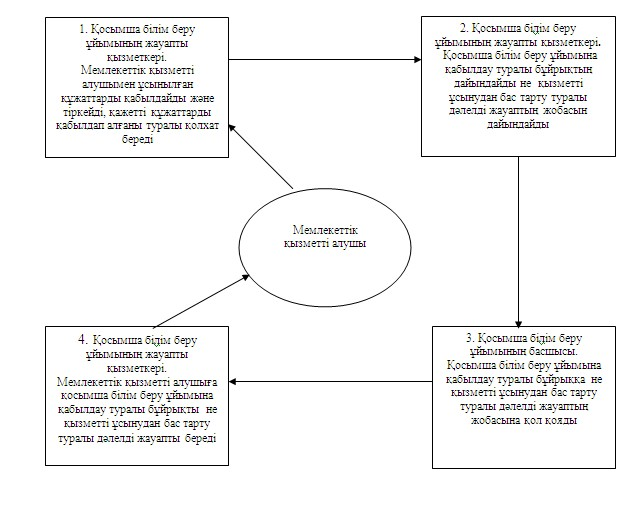 1. Қосымша білім беру
ұйымының жауапты
қызметкері.
Мемлекеттік қызметті
алушымен ұсынылған
құжаттарды қабылдайды және
тіркейді, қажетті құжаттарды
қабылдап алғаны туралы қолхат
береді
2. Қосымша білім беру
ұйымының жауапты қызметкері.
Қосымша білім беру ұйымына
қабылдау туралы бұйрықтың
дайындайды не қызметті
ұсынудан бас тарту туралы
дәлелді жауаптың жобасын
дайындайды
Мемлекеттік
қызметті алушы
4. Қосымша білім беру
ұйымының жауапты
қызметкері.
Мемлекеттік қызметті алушыға
қосымша білім беру ұйымына
қабылдау туралы бұйрықты не
қызметті ұсынудан бас тарту
туралы дәлелді жауапты береді
3. Қосымша білім беру
ұйымының басшысы.
Қосымша білім беру ұйымына
қабылдау туралы бұйрыққа не
қызметті ұсынудан бас тарту
туралы дәлелді жауаптың
жобасына қол қояды